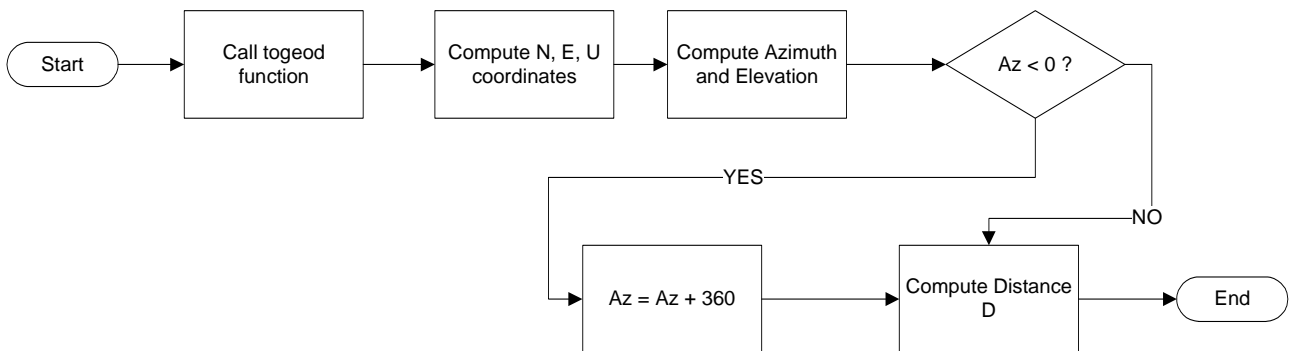 Start
Call togeod
function
Compute N, E, U
coordinates
Compute Azimuth
and Elevation
Az < 0 ?
YES
NO
Az = Az + 360
Compute Distance
D
End